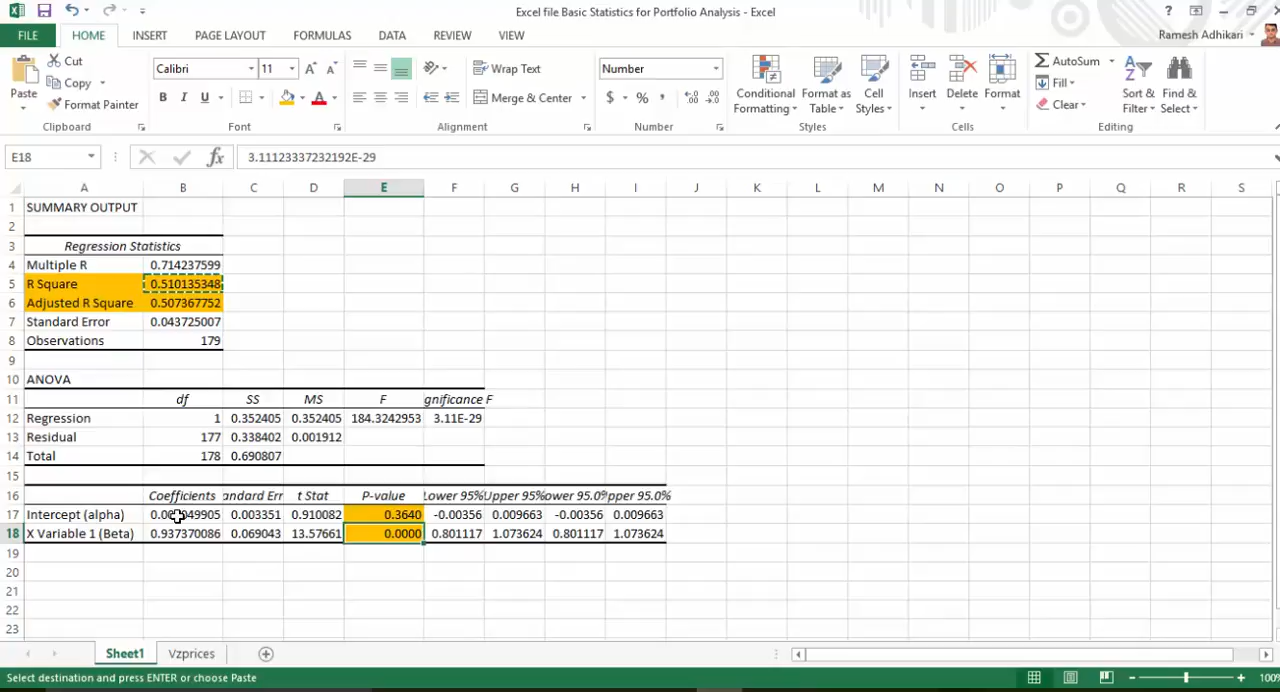 Excel file Basic Statistics for Portfolio Analysis - Excel
?
FILE HOME INSERT PAGE LAYOUT FORMULAS DATA REVIEW VIEW Ramesh Adhikari
Paste
Cut
Copy
Format Painter
Clipboard
Calibri 11
B I U
Font
Wrap Text
Merge & Center
Alignment
Number
$ % ,
Number
Conditional Formatting
Format as Table
Cell Styles
Styles
Insert
Delete
Format
Cells
AutoSum
Fill
Clear
Sort & Filter
Find & Select
Editing
E18 fx 3.11123337232192E-29
A B C D E F G H I J K L M N O P Q R S
1 SUMMARY OUTPUT
2
3 Regression Statistics
4 Multiple R 0.714237599
5 R Square 0.510135348
6 Adjusted R Square 0.507367752
7 Standard Error 0.043725007
8 Observations 179
9
10 ANOVA
11 df SS MS F gnificance F
12 Regression 1 0.352405 0.352405 184.3242953 3.11E-29
13 Residual 177 0.338402 0.001912
14 Total 178 0.690807
15
16 Coefficients andard Err t Stat P-value Lower 95% Upper 95% ower 95.0% pper 95.0%
17 Intercept (alpha) 0.003351 0.910082 0.3640 -0.00356 0.009663 -0.00356 0.009663
18 X Variable 1 (Beta) 0.937370086 0.069043 13.57661 0.0000 0.801117 1.073624 0.801117 1.073624
19
20
21
22
23
Sheet1 Vzprices
Select destination and press ENTER or choose Paste 100%